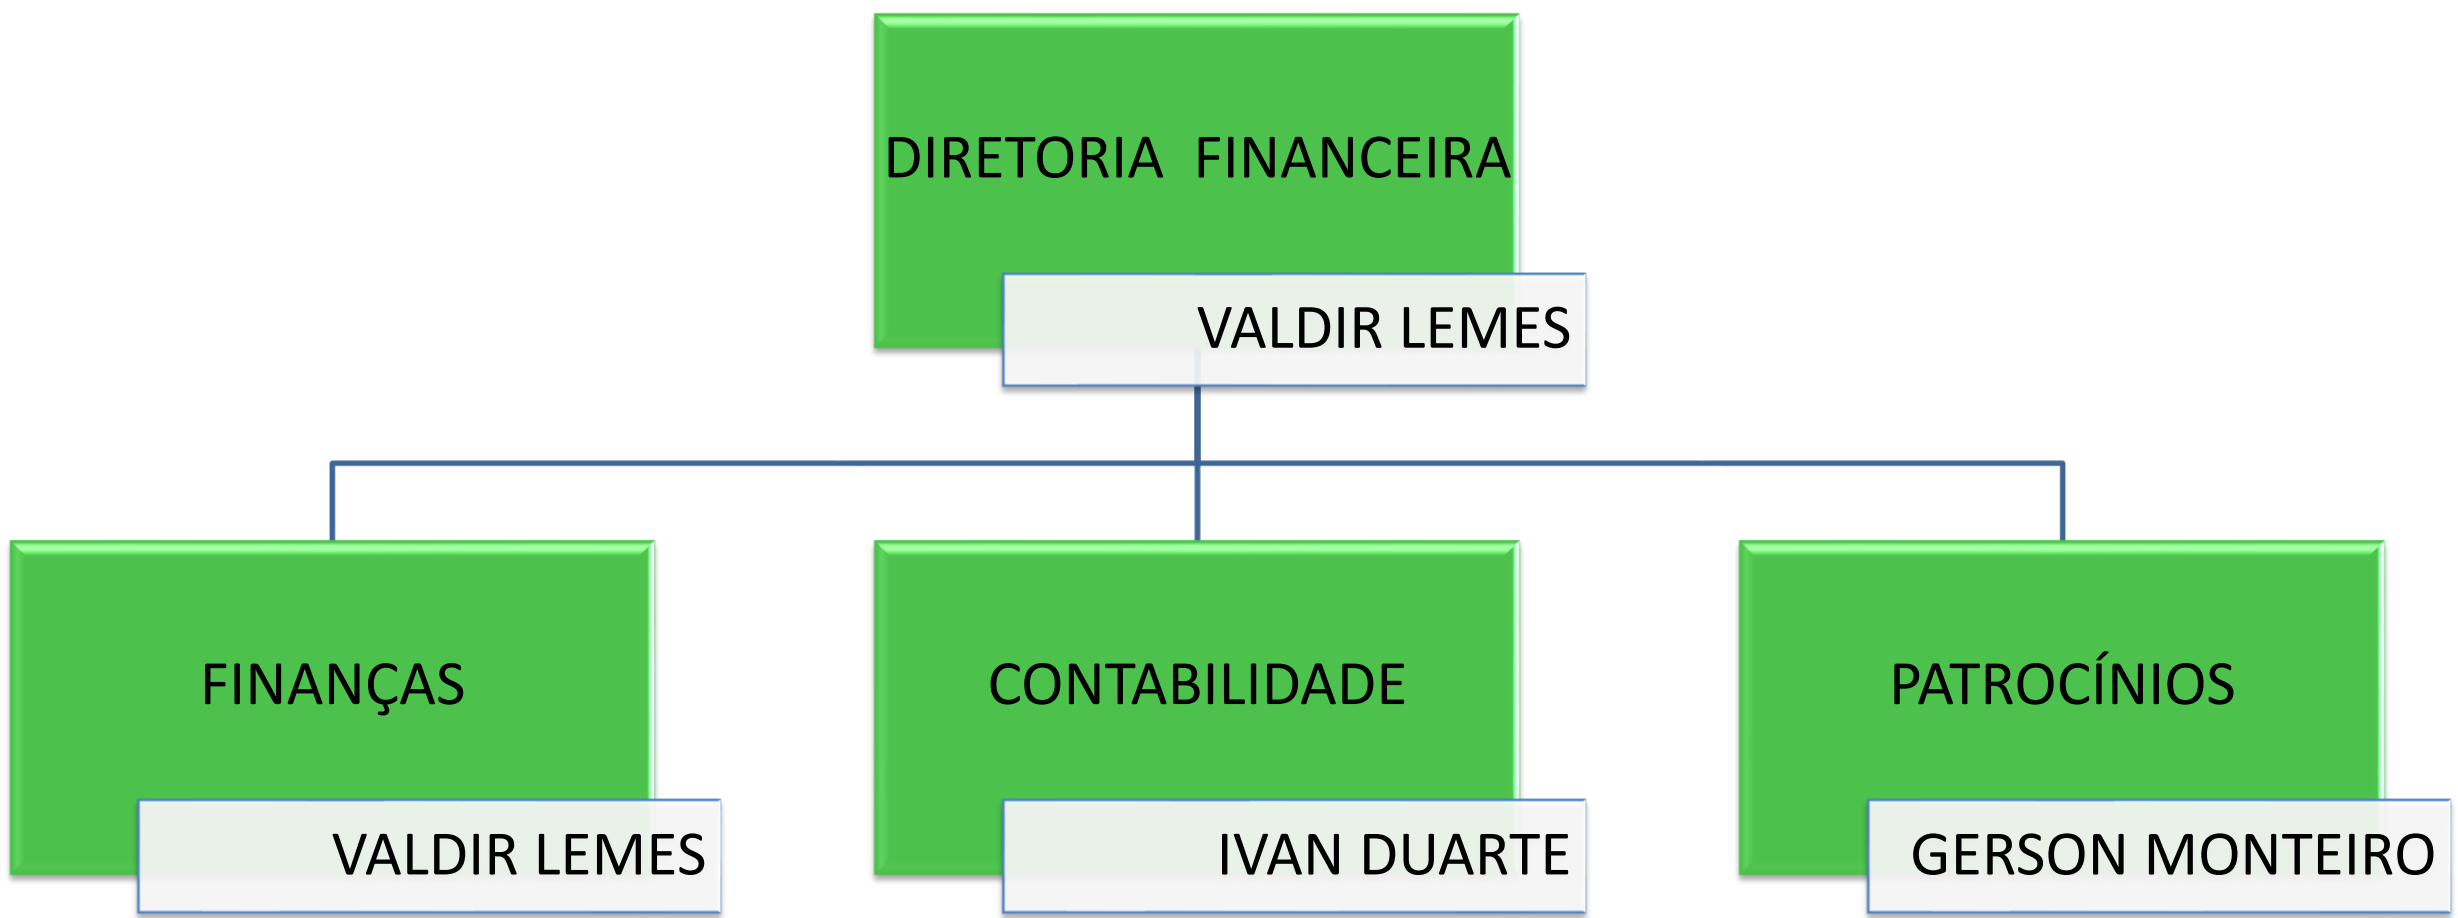 DIRETORIA FINANCEIRA
VALDIR LEMES
FINANÇAS
VALDIR LEMES
CONTABILIDADE
IVAN DUARTE
PATROCÍNIOS
GERSON MONTEIRO